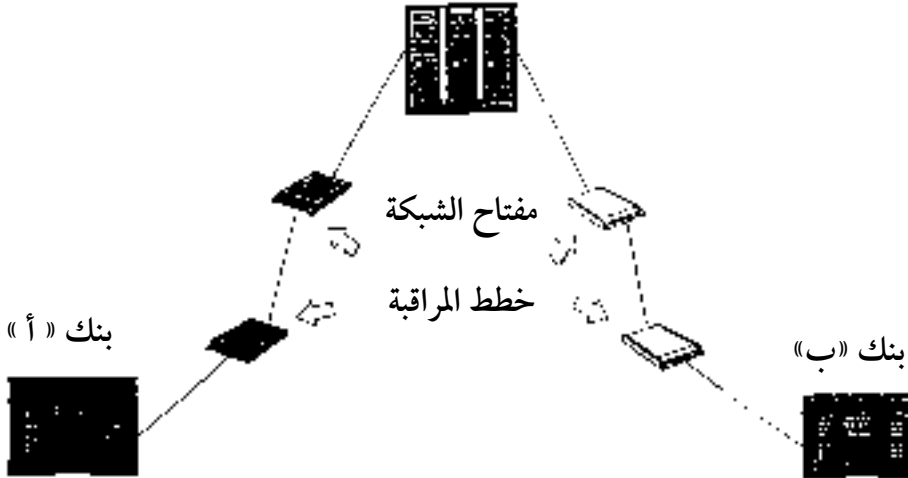 مفتاح الشبكة
خطط المراقبة
بنك « أ »
بنك «ب»